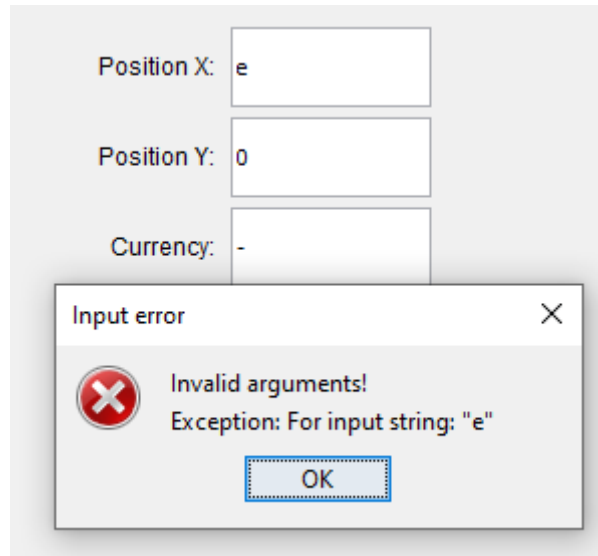 Position X: e
Position Y: 0
Currency: -
Input error
Invalid arguments!
Exception: For input string: "e"
OK